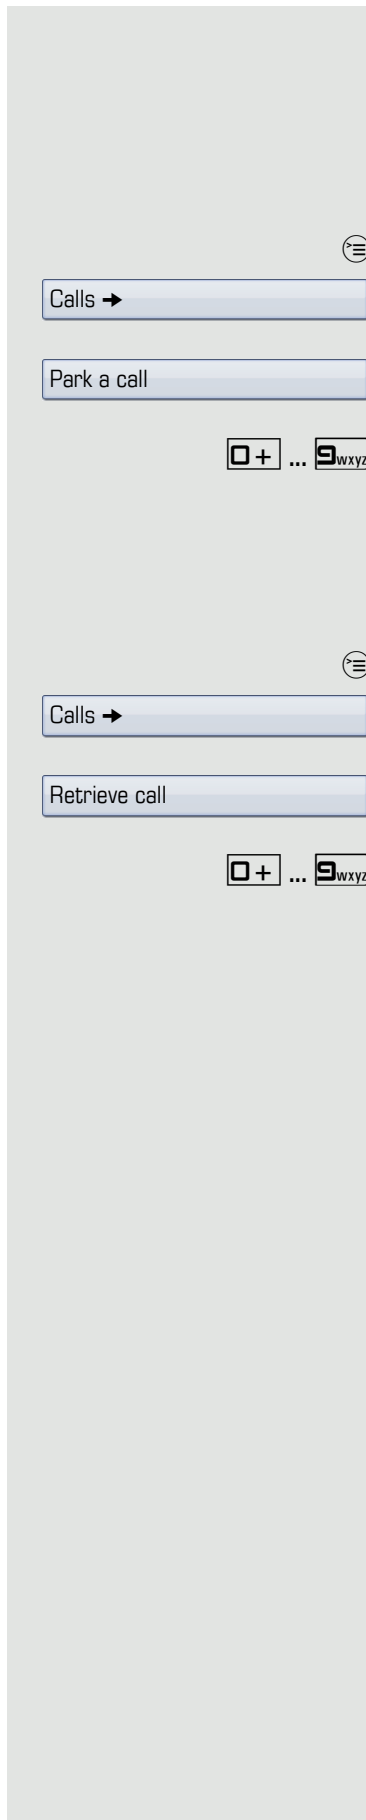 Calls →
Park a call
0+ ... 9wxyz
Calls →
Retrieve call
0+ ... 9wxyz